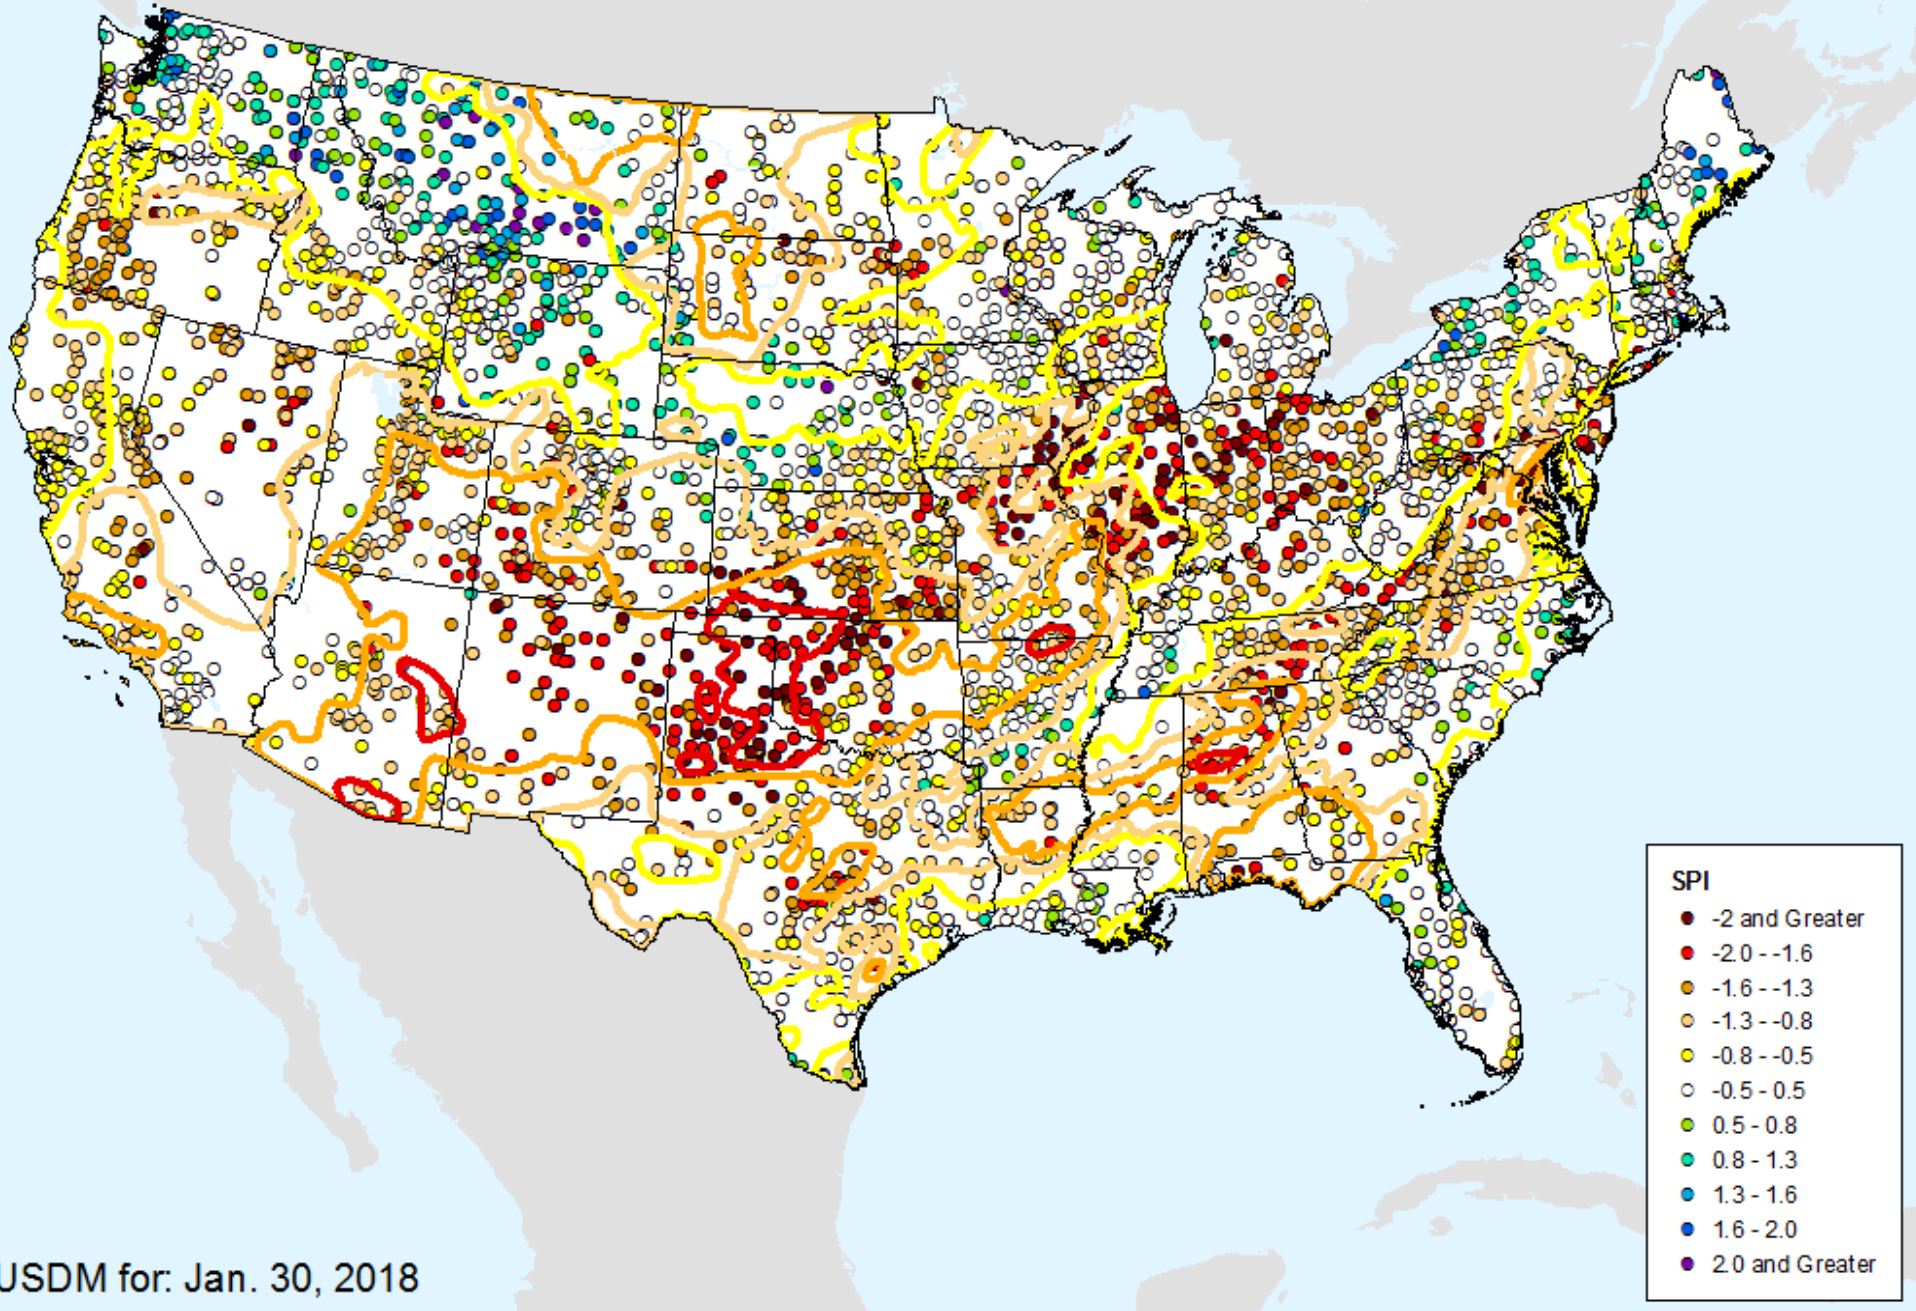 SPI
-2 and Greater
-2.0 - -1.6
-1.6 - -1.3
-1.3 - -0.8
-0.8 - -0.5
-0.5 - 0.5
0.5 - 0.8
0.8 - 1.3
1.3 - 1.6
1.6 - 2.0
2.0 and Greater
USDM for: Jan. 30, 2018